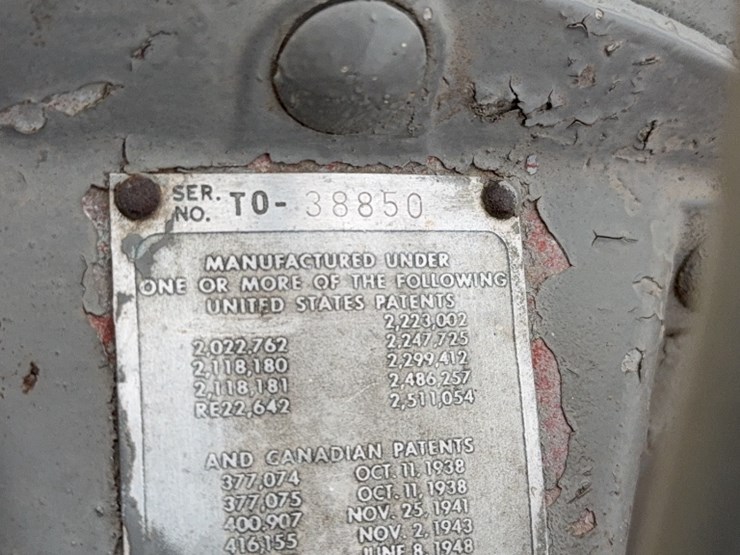 SER. NO. TO- 38850
MANUFACTURED UNDER
ONE OR MORE OF THE FOLLOWING
UNITED STATES PATENTS
2,223,002
2,022,762 2,247,725
2,118,180 2,299,412
2,118,181 2,486,257
RE22,642 2,511,054
AND CANADIAN PATENTS
377,074 OCT. 11, 1938
377,075 OCT. 11, 1938
400,907 NOV. 25, 1941
416,155 NOV. 2, 1943
JUNE 8, 1948